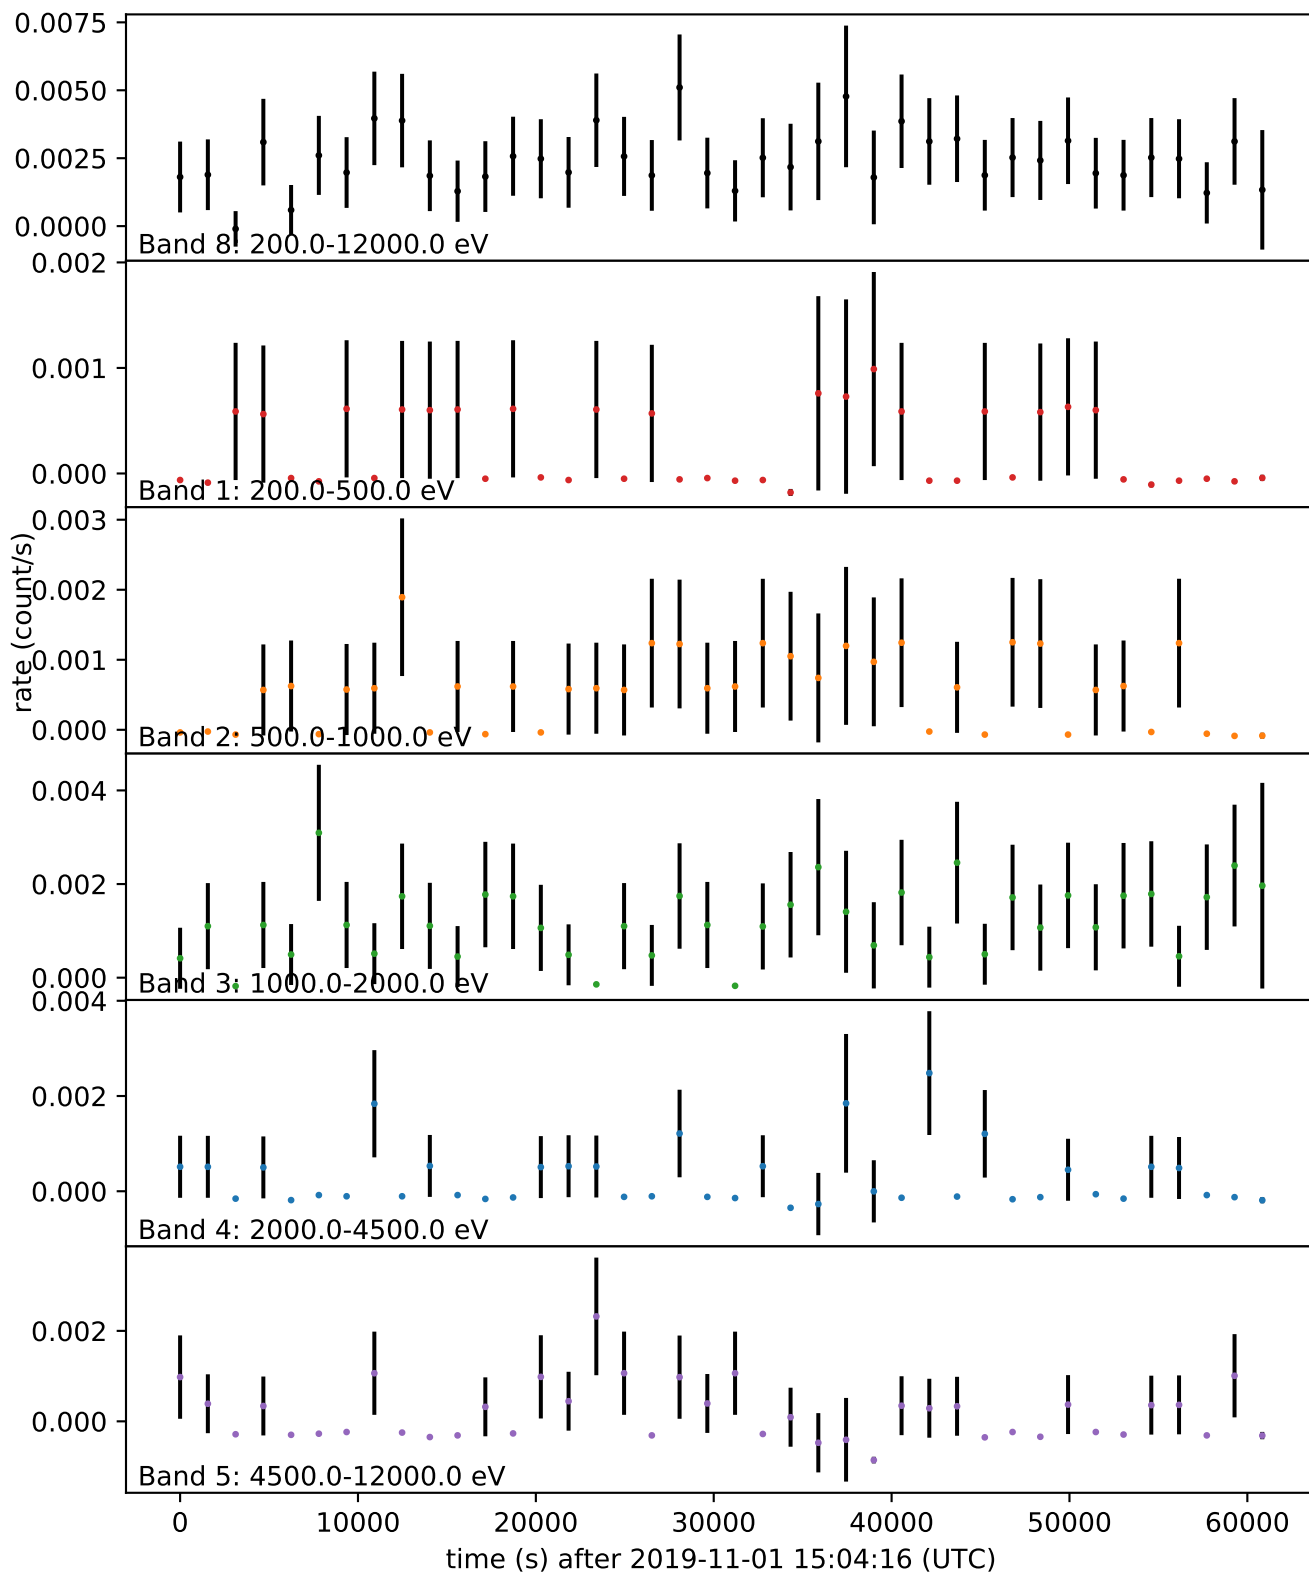 0.0075
0.0050
0.0025
0.0000
Band 8: 200.0-12000.0 eV
0.002
0.001
0.000
Band 1: 200.0-500.0 eV
0.003
0.002
0.001
0.000
rate (count/s)
Band 2: 500.0-1000.0 eV
0.004
0.002
0.000
Band 3: 1000.0-2000.0 eV
0.004
0.002
0.000
Band 4: 2000.0-4500.0 eV
0.002
0.000
Band 5: 4500.0-12000.0 eV
0 10000 20000 30000 40000 50000 60000
time (s) after 2019-11-01 15:04:16 (UTC)